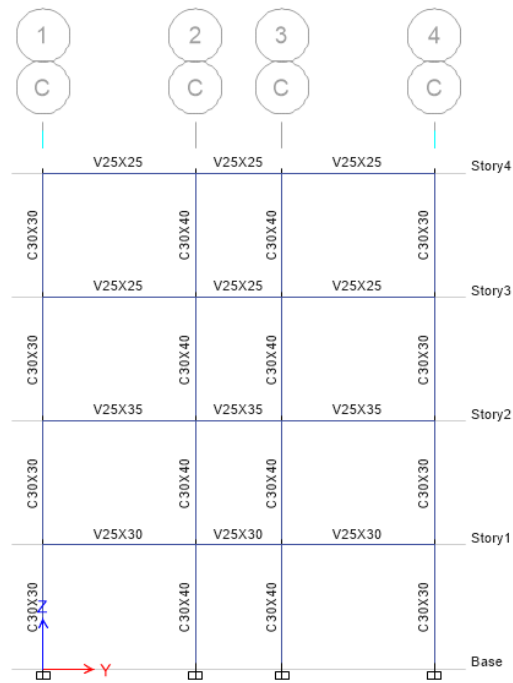 1 2 3 4
C C C C
V25X25 V25X25 V25X25 Story4
C30X30 C30X40 C30X40 C30X30
V25X25 V25X25 V25X25 Story3
C30X30 C30X40 C30X40 C30X30
V25X35 V25X35 V25X35 Story2
C30X30 C30X40 C30X40 C30X30
V25X30 V25X30 V25X30 Story1
C30X30 C30X40 C30X40 C30X30
Z
Base
Y